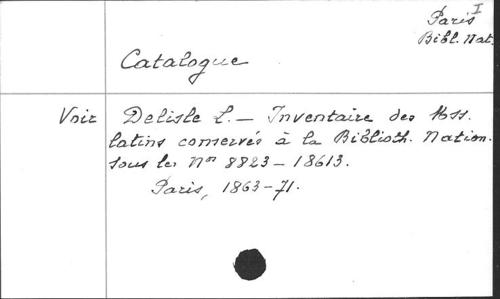 Paris I
Bibl. Nat.
Catalogue
Voir Delisle L. — Inventaire des Mss.
latins conservés à la Biblioth. Nation.
sous les Nos 8823 – 18613.
Paris, 1863–71.